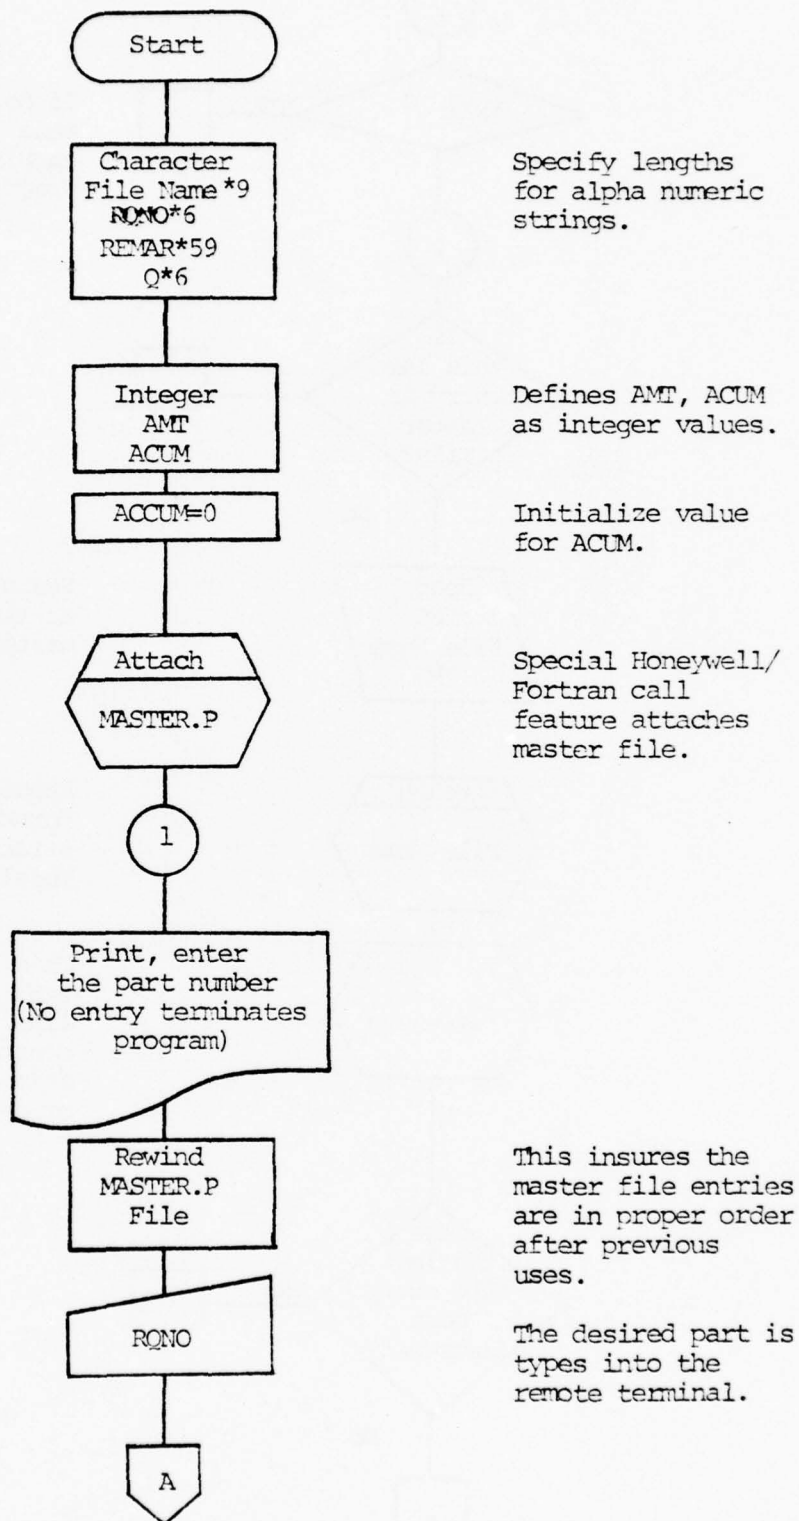 Start
Character
File Name *9
RQNO*6
REMAR*59
Q*6
Specify lengths
for alpha numeric
strings.
Integer
AMT
ACUM
Defines AMT, ACUM
as integer values.
ACCUM=0
Initialize value
for ACUM.
Attach
MASTER.P
Special Honeywell/
Fortran call
feature attaches
master file.
1
Print, enter
the part number
(No entry terminates
program)
Rewind
MASTER.P
File
This insures the
master file entries
are in proper order
after previous
uses.
RQNO
The desired part is
types into the
remote terminal.
A